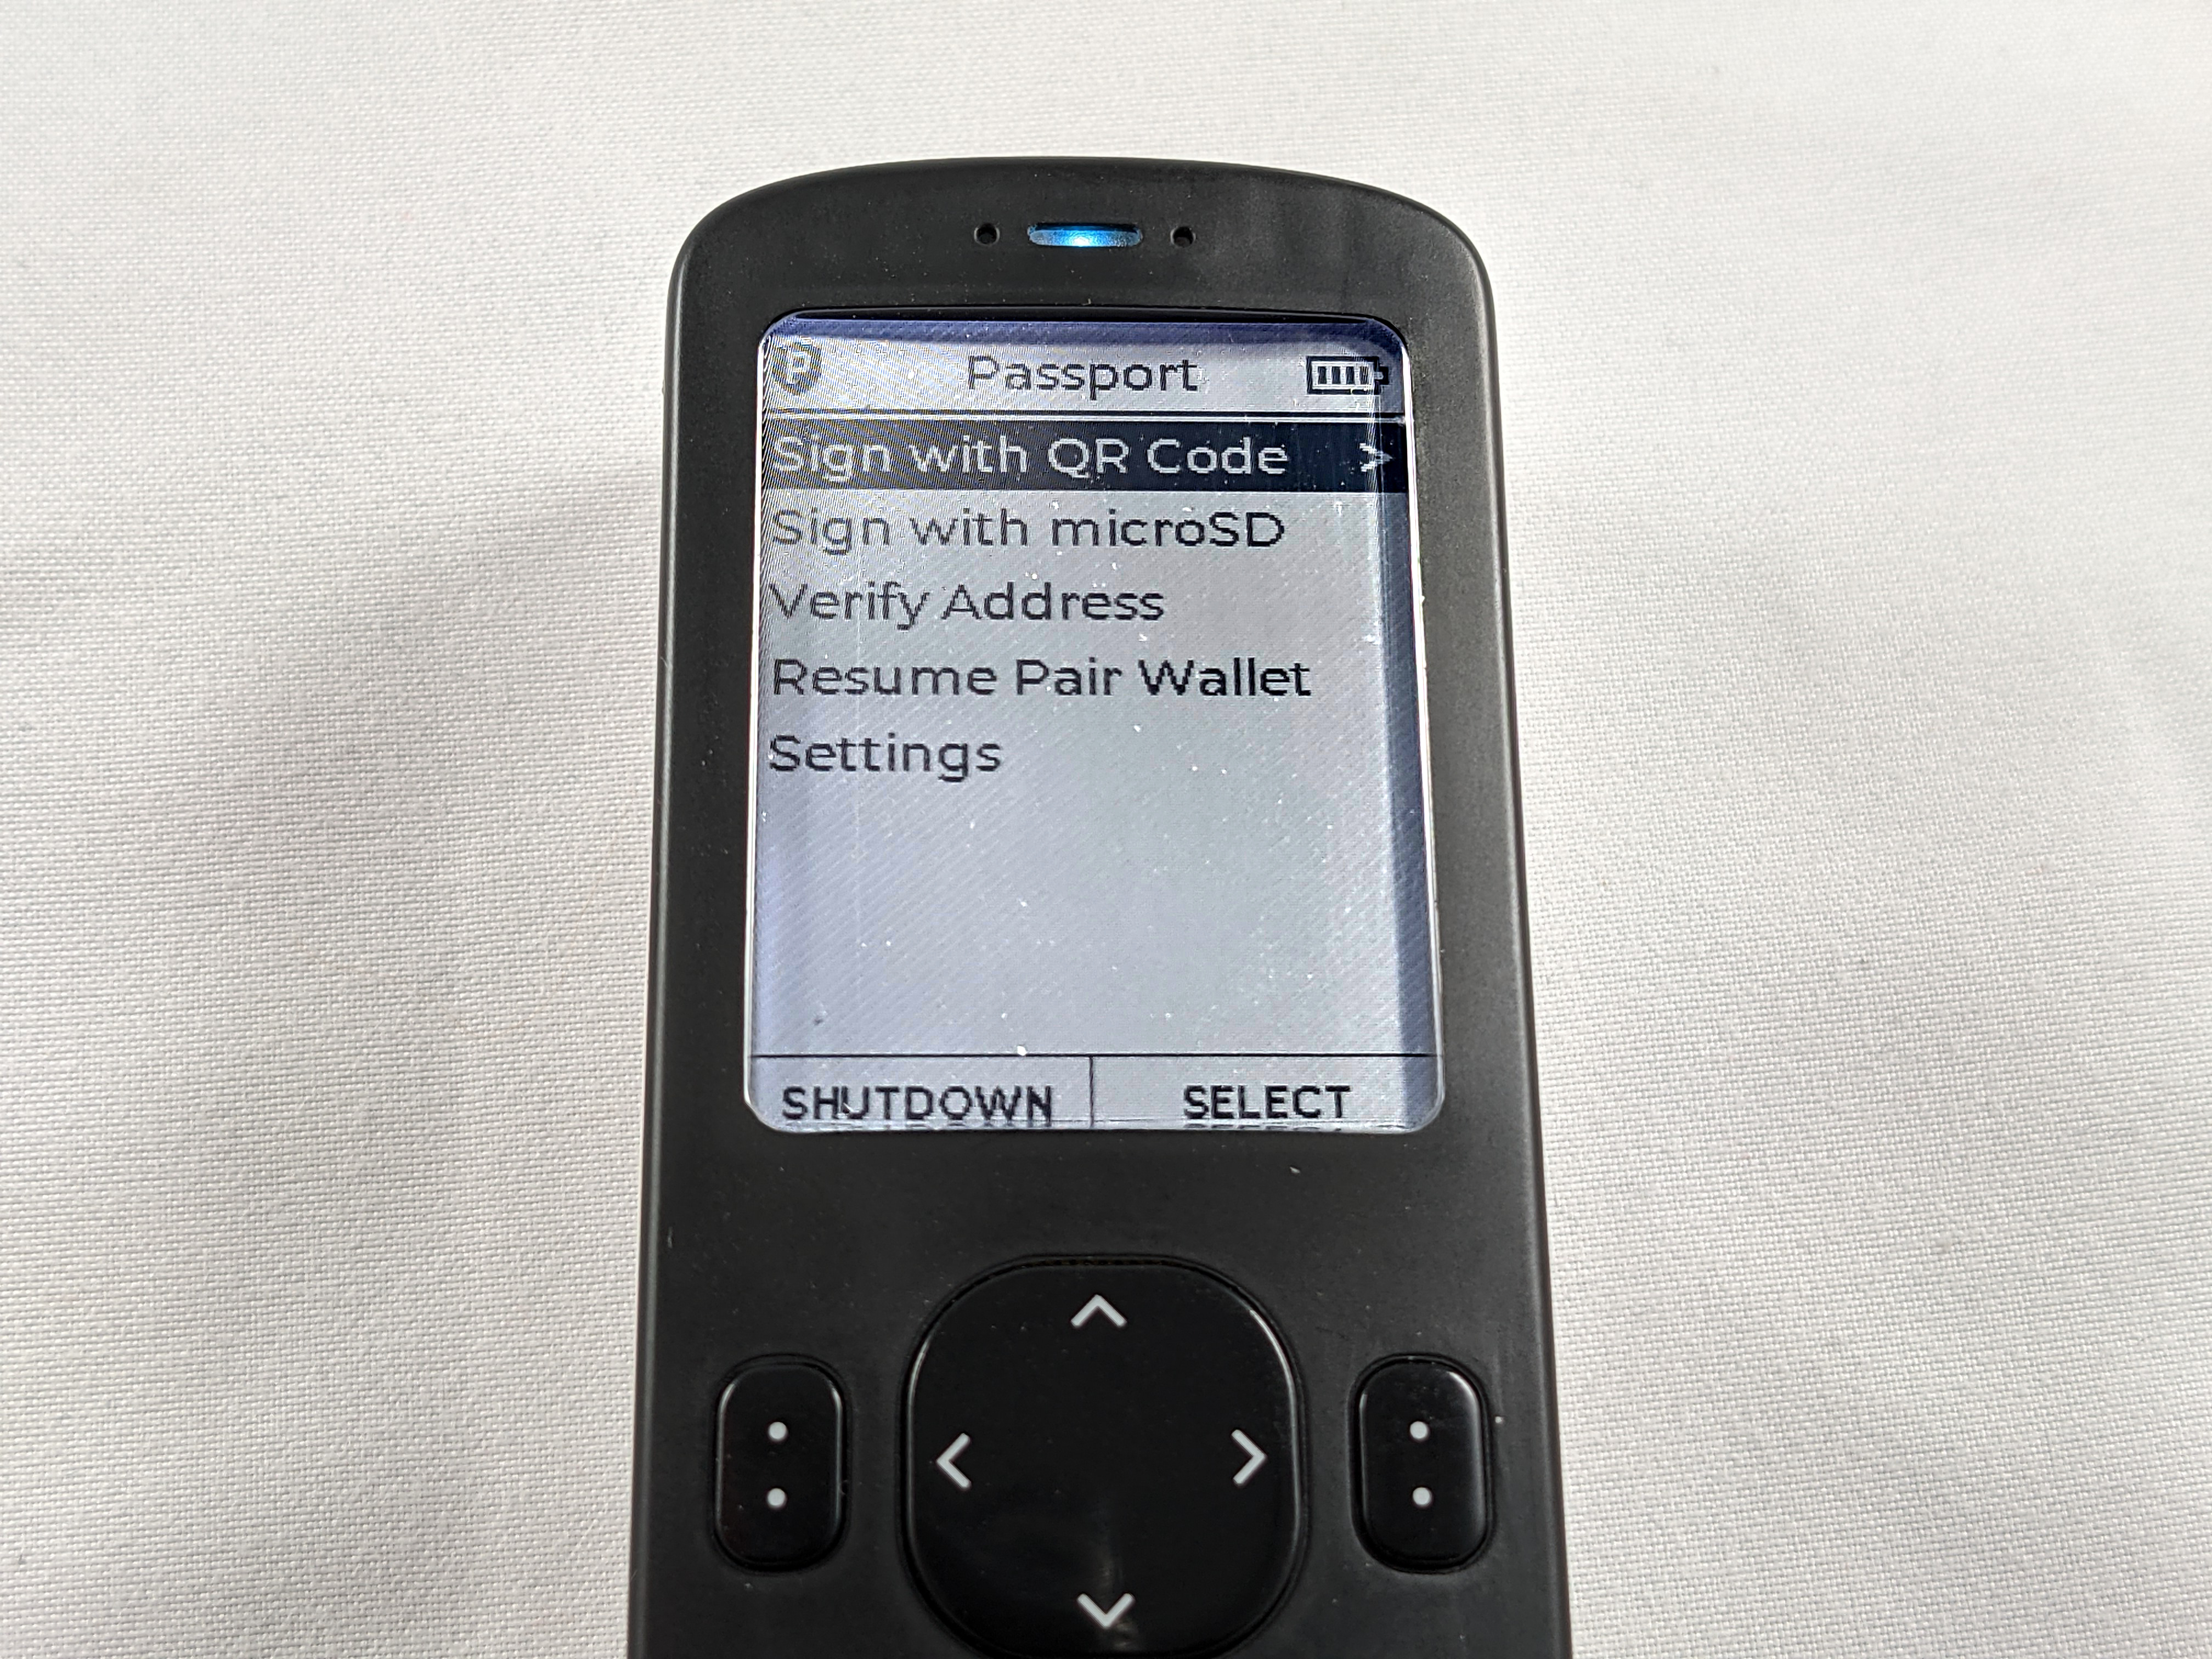 P Passport
Sign with QR Code >
Sign with microSD
Verify Address
Resume Pair Wallet
Settings
SHUTDOWN SELECT